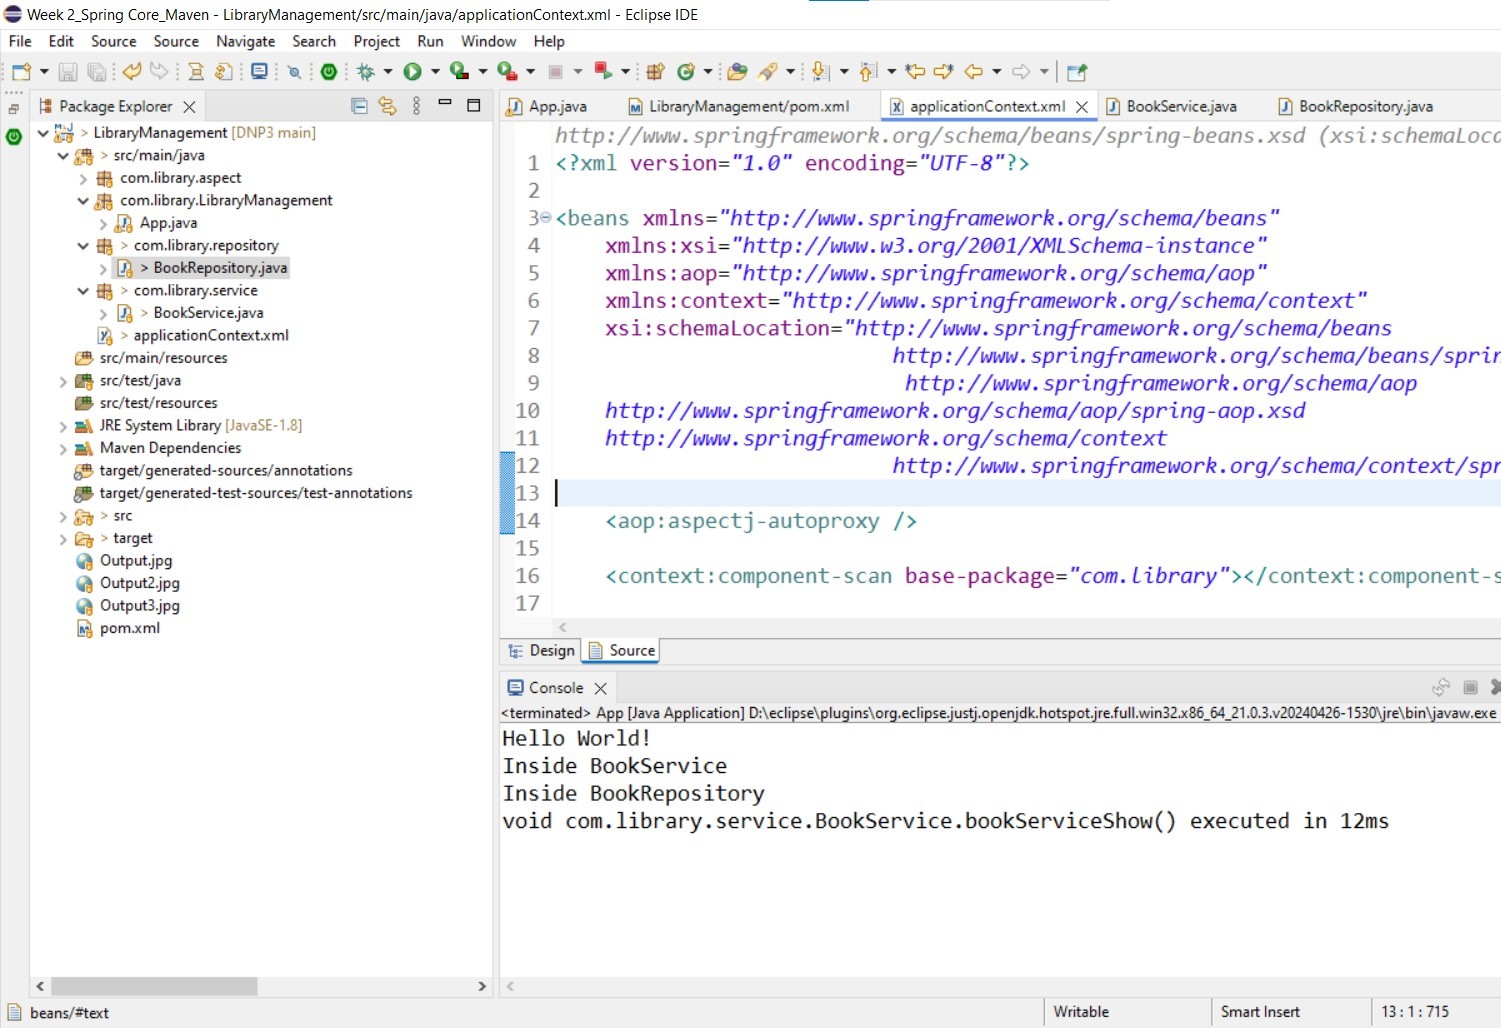 Week 2_Spring Core_Maven - LibraryManagement/src/main/java/applicationContext.xml - Eclipse IDE
File Edit Source Source Navigate Search Project Run Window Help
Package Explorer
LibraryManagement [DNP3 main]
src/main/java
com.library.aspect
com.library.LibraryManagement
App.java
com.library.repository
BookRepository.java
com.library.service
BookService.java
applicationContext.xml
src/main/resources
src/test/java
src/test/resources
JRE System Library [JavaSE-1.8]
Maven Dependencies
target/generated-sources/annotations
target/generated-test-sources/test-annotations
src
target
Output.jpg
Output2.jpg
Output3.jpg
pom.xml
App.java LibraryManagement/pom.xml applicationContext.xml BookService.java BookRepository.java
http://www.springframework.org/schema/beans/spring-beans.xsd (xsi:schemaLoca
1 <?xml version="1.0" encoding="UTF-8"?>
2
3 <beans xmlns="http://www.springframework.org/schema/beans"
4 xmlns:xsi="http://www.w3.org/2001/XMLSchema-instance"
5 xmlns:aop="http://www.springframework.org/schema/aop"
6 xmlns:context="http://www.springframework.org/schema/context"
7 xsi:schemaLocation="http://www.springframework.org/schema/beans
8 http://www.springframework.org/schema/beans/sprin
9 http://www.springframework.org/schema/aop
10 http://www.springframework.org/schema/aop/spring-aop.xsd
11 http://www.springframework.org/schema/context
12 http://www.springframework.org/schema/context/spr
13
14 <aop:aspectj-autoproxy />
15
16 <context:component-scan base-package="com.library"></context:component-s
17
Design Source
Console
<terminated> App [Java Application] D:\eclipse\plugins\org.eclipse.justj.openjdk.hotspot.jre.full.win32.x86_64_21.0.3.v20240426-1530\jre\bin\javaw.exe
Hello World!
Inside BookService
Inside BookRepository
void com.library.service.BookService.bookServiceShow() executed in 12ms
beans/#text Writable Smart Insert 13 : 1 : 715